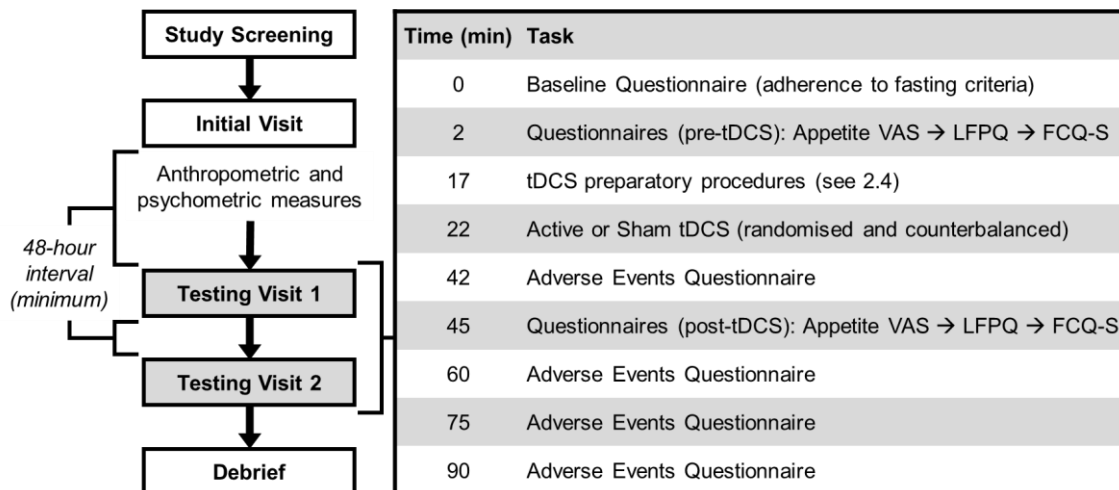 Study Screening
Initial Visit
Anthropometric and
psychometric measures
48-hour
interval
(minimum)
Testing Visit 1
Testing Visit 2
Debrief
Time (min) Task
0 Baseline Questionnaire (adherence to fasting criteria)
2 Questionnaires (pre-tDCS): Appetite VAS → LFPQ → FCQ-S
17 tDCS preparatory procedures (see 2.4)
22 Active or Sham tDCS (randomised and counterbalanced)
42 Adverse Events Questionnaire
45 Questionnaires (post-tDCS): Appetite VAS → LFPQ → FCQ-S
60 Adverse Events Questionnaire
75 Adverse Events Questionnaire
90 Adverse Events Questionnaire